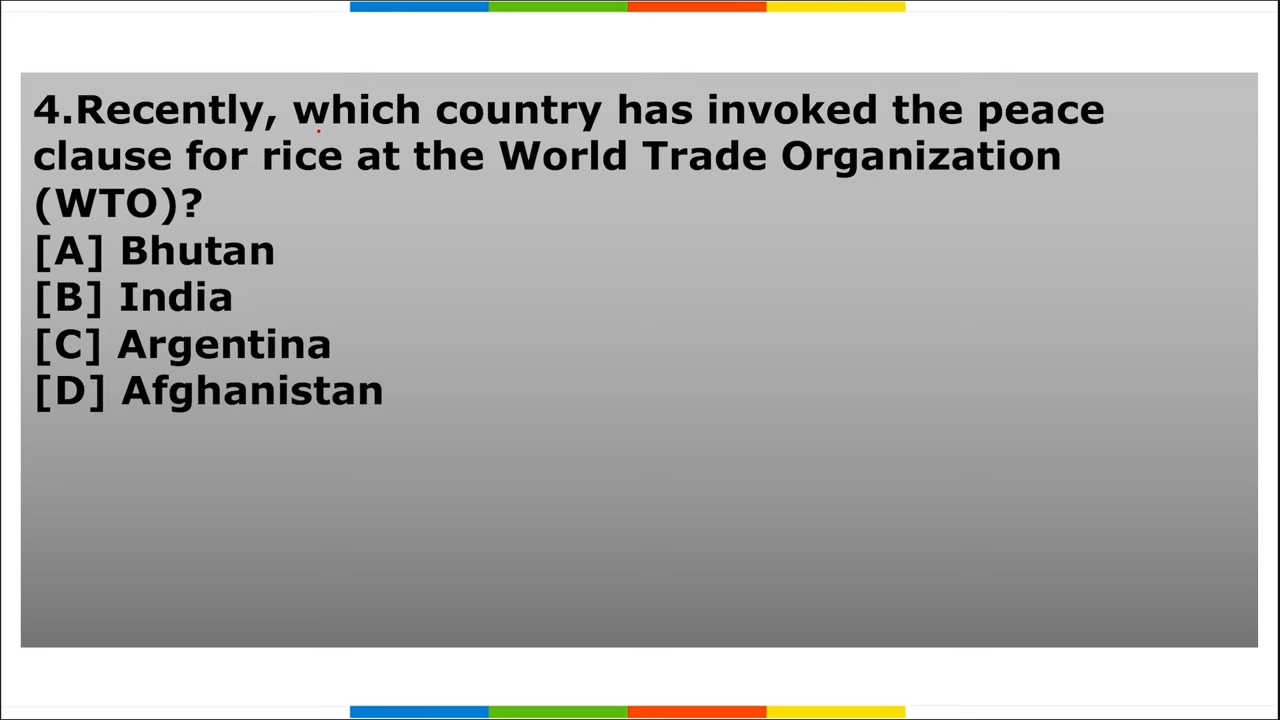 4.Recently, which country has invoked the peace
clause for rice at the World Trade Organization
(WTO)?
[A] Bhutan
[B] India
[C] Argentina
[D] Afghanistan